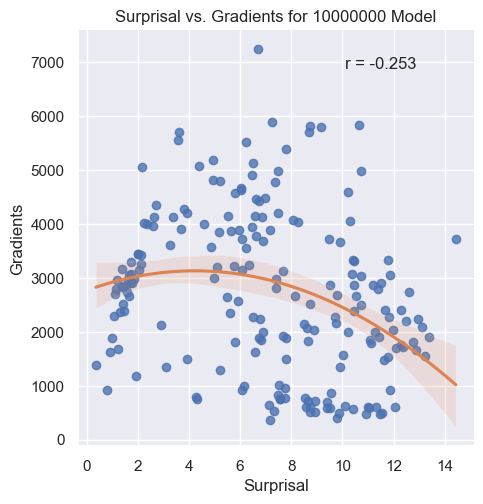 Surprisal vs. Gradients for 10000000 Model
r = -0.253
7000
6000
5000
4000
3000
2000
1000
0
Gradients
0 2 4 6 8 10 12 14
Surprisal